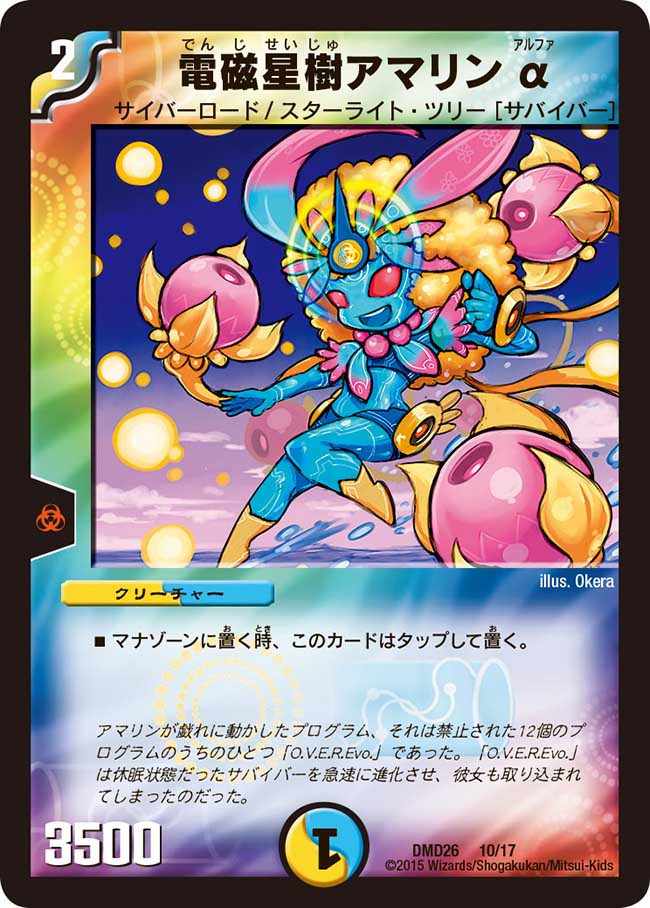 2
でんじせいじゅ アルファ
電磁星樹アマリン α
サイバーロード / スターライト・ツリー [サバイバー]
illus. Okera
クリーチャー
■ マナゾーンに置く時、このカードはタップして置く。
アマリンが戯れに動かしたプログラム、それは禁止された12個のプ
ログラムのうちのひとつ「O.V.E.R.Evo.」であった。「O.V.E.R.Evo.」
は休眠状態だったサバイバーを急速に進化させ、彼女も取り込まれ
てしまったのだった。
3500
1
DMD26 10/17
©2015 Wizards/Shogakukan/Mitsui-Kids